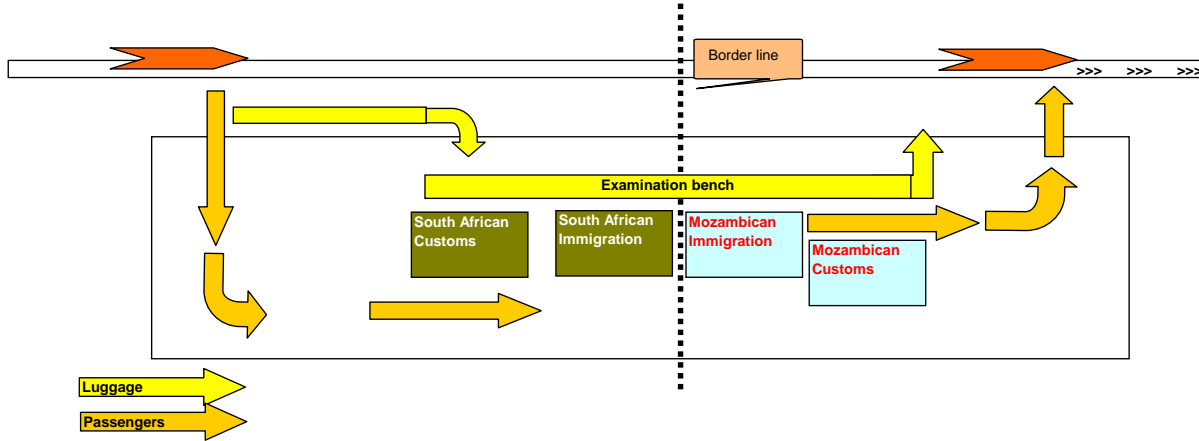 Border line
>>> >>> >>>
Examination bench
South African
Customs
South African
Immigration
Mozambican
Immigration
Mozambican
Customs
Luggage
Passengers